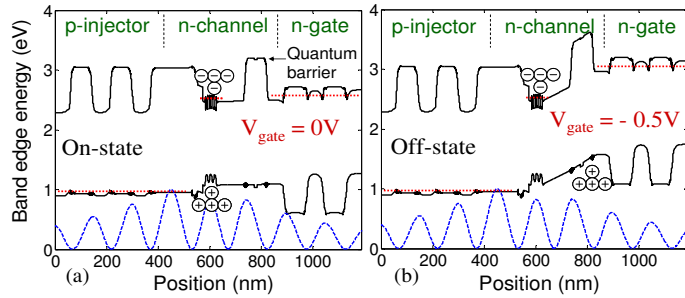 p-injector n-channel n-gate
Quantum
barrier
V_gate = 0V
On-state
Band edge energy (eV)
4
3
2
1
0
0 200 400 600 800 1000
(a) Position (nm)
p-injector n-channel n-gate
V_gate = - 0.5V
Off-state
4
3
2
1
0
0 200 400 600 800 1000
(b) Position (nm)